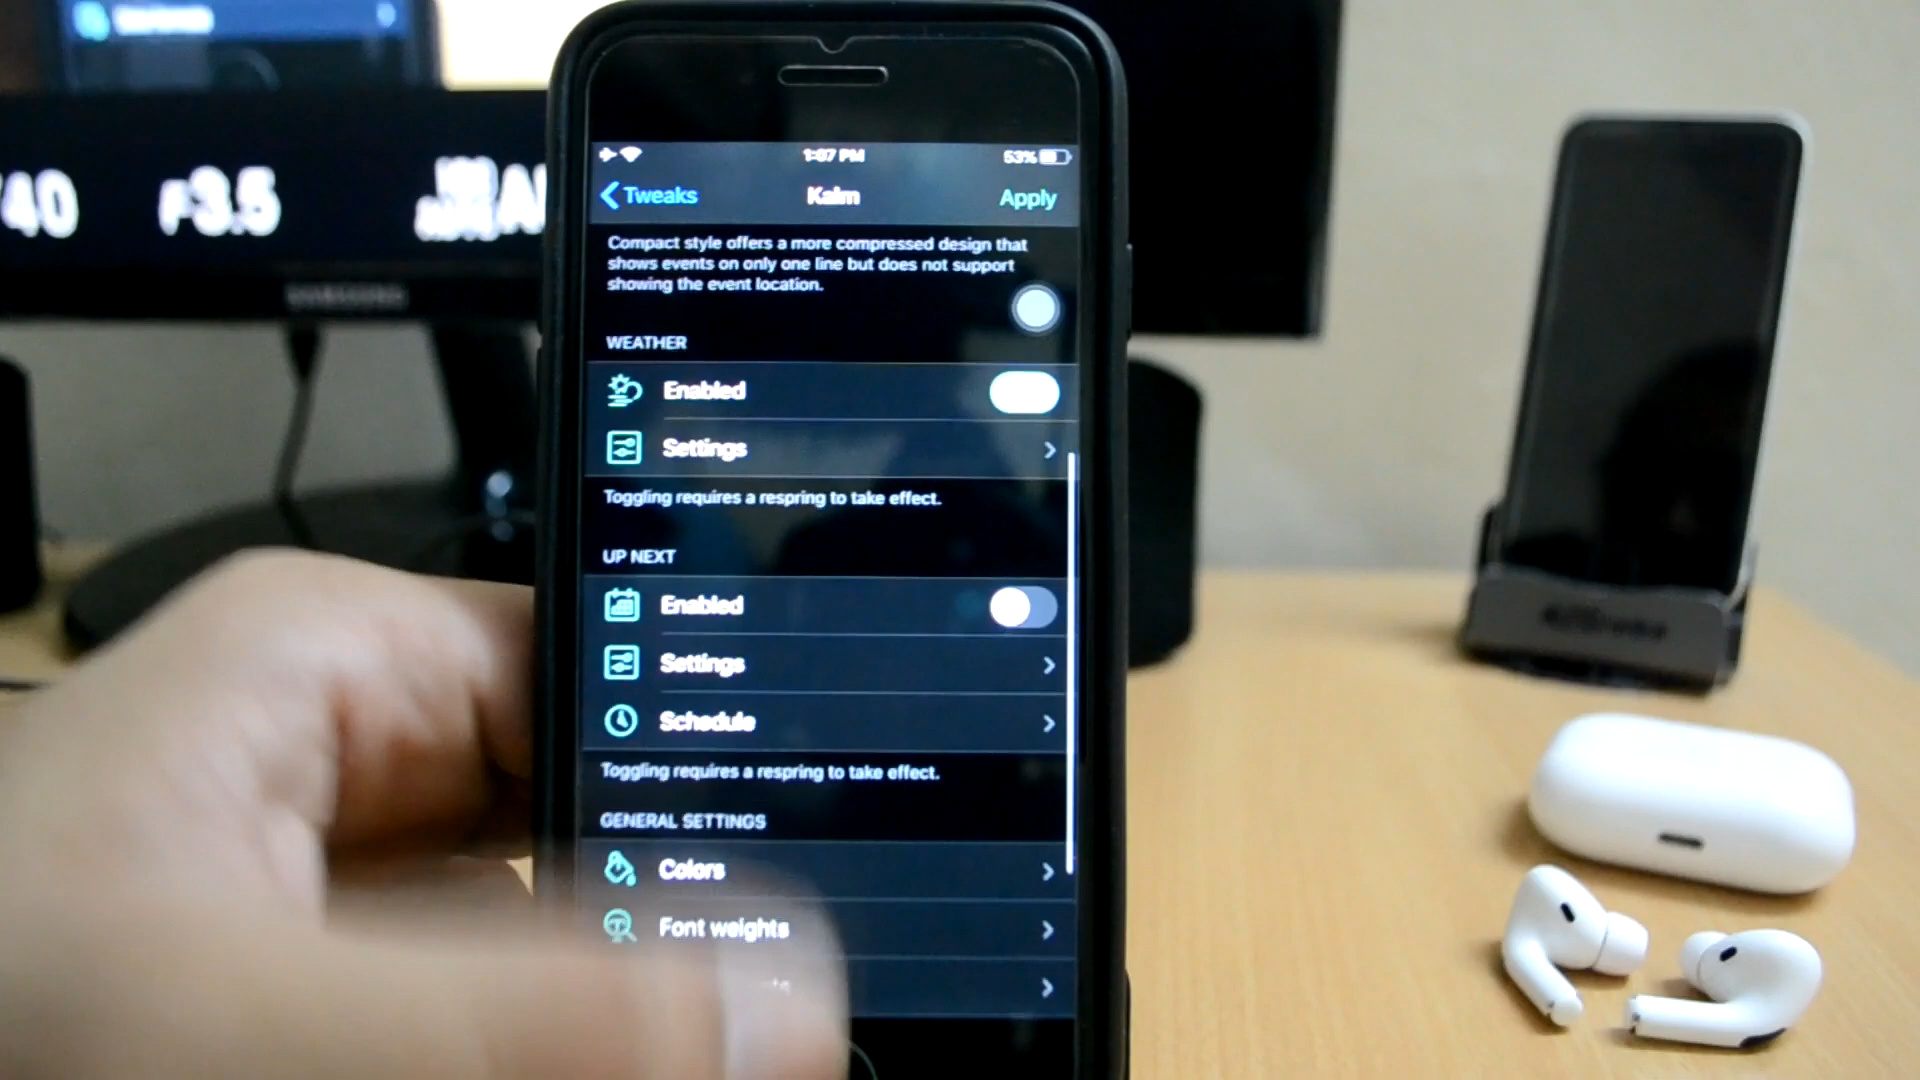 40 F3.5
SAMSUNG
1:07 PM 53%
Tweaks Kalm Apply
Compact style offers a more compressed design that
shows events on only one line but does not support
showing the event location.
WEATHER
Enabled
Settings
Toggling requires a respring to take effect.
UP NEXT
Enabled
Settings
Schedule
Toggling requires a respring to take effect.
GENERAL SETTINGS
Colors
Font weights